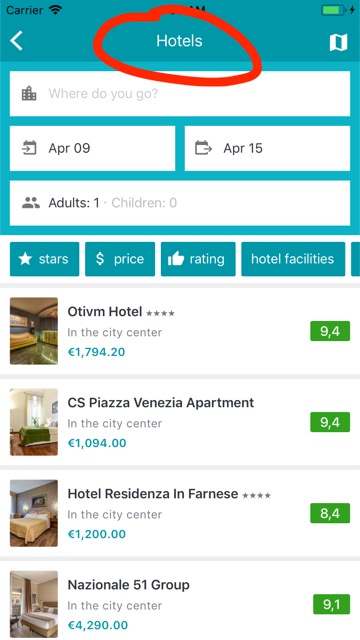 Carrier
AM
Hotels
Where do you go?
Apr 09
Apr 15
Adults: 1 · Children: 0
stars
$ price
rating
hotel facilities
Otivm Hotel ★★★★
In the city center
€1,794.20
9,4
CS Piazza Venezia Apartment
In the city center
€1,094.00
9,4
Hotel Residenza In Farnese ★★★★
In the city center
€1,200.00
8,4
Nazionale 51 Group
In the city center
€4,290.00
9,1